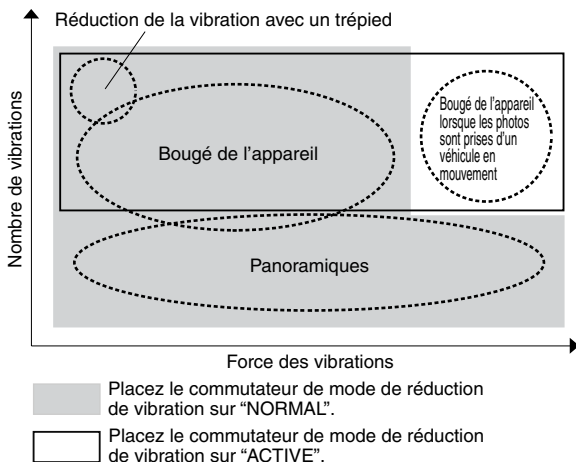 Réduction de la vibration avec un trépied
Nombre de vibrations
Bougé de l'appareil
Bougé de l'appareil
lorsque les photos
sont prises d'un
véhicule en
mouvement
Panoramiques
Force des vibrations
Placez le commutateur de mode de réduction
de vibration sur “NORMAL”.
Placez le commutateur de mode de réduction
de vibration sur “ACTIVE”.